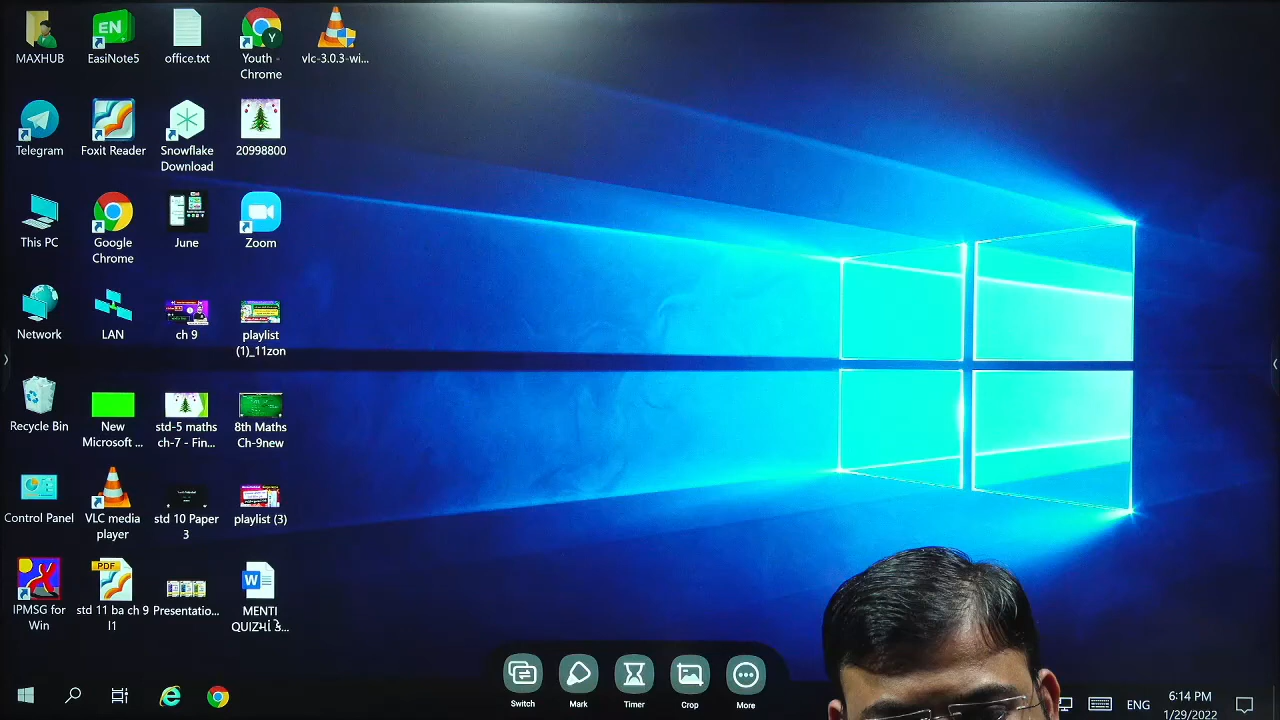 MAXHUB
EN
EasiNote5
office.txt
Y
Youth -
Chrome
vlc-3.0.3-wi...
Telegram
Foxit Reader
Snowflake
Download
20998800
This PC
Google
Chrome
June
Zoom
Network
LAN
ch 9
playlist
(1)_11zon
Recycle Bin
New
Microsoft ...
std-5 maths
ch-7 - Fin...
8th Maths
Ch-9new
Control Panel
VLC media
player
std 10 Paper
3
playlist (3)
IPMSG for
Win
PDF
std 11 ba ch 9
l1
Presentatio...
W
MENTI
Switch
Mark
Timer
Crop
More
ENG
6:14 PM
1/29/2022